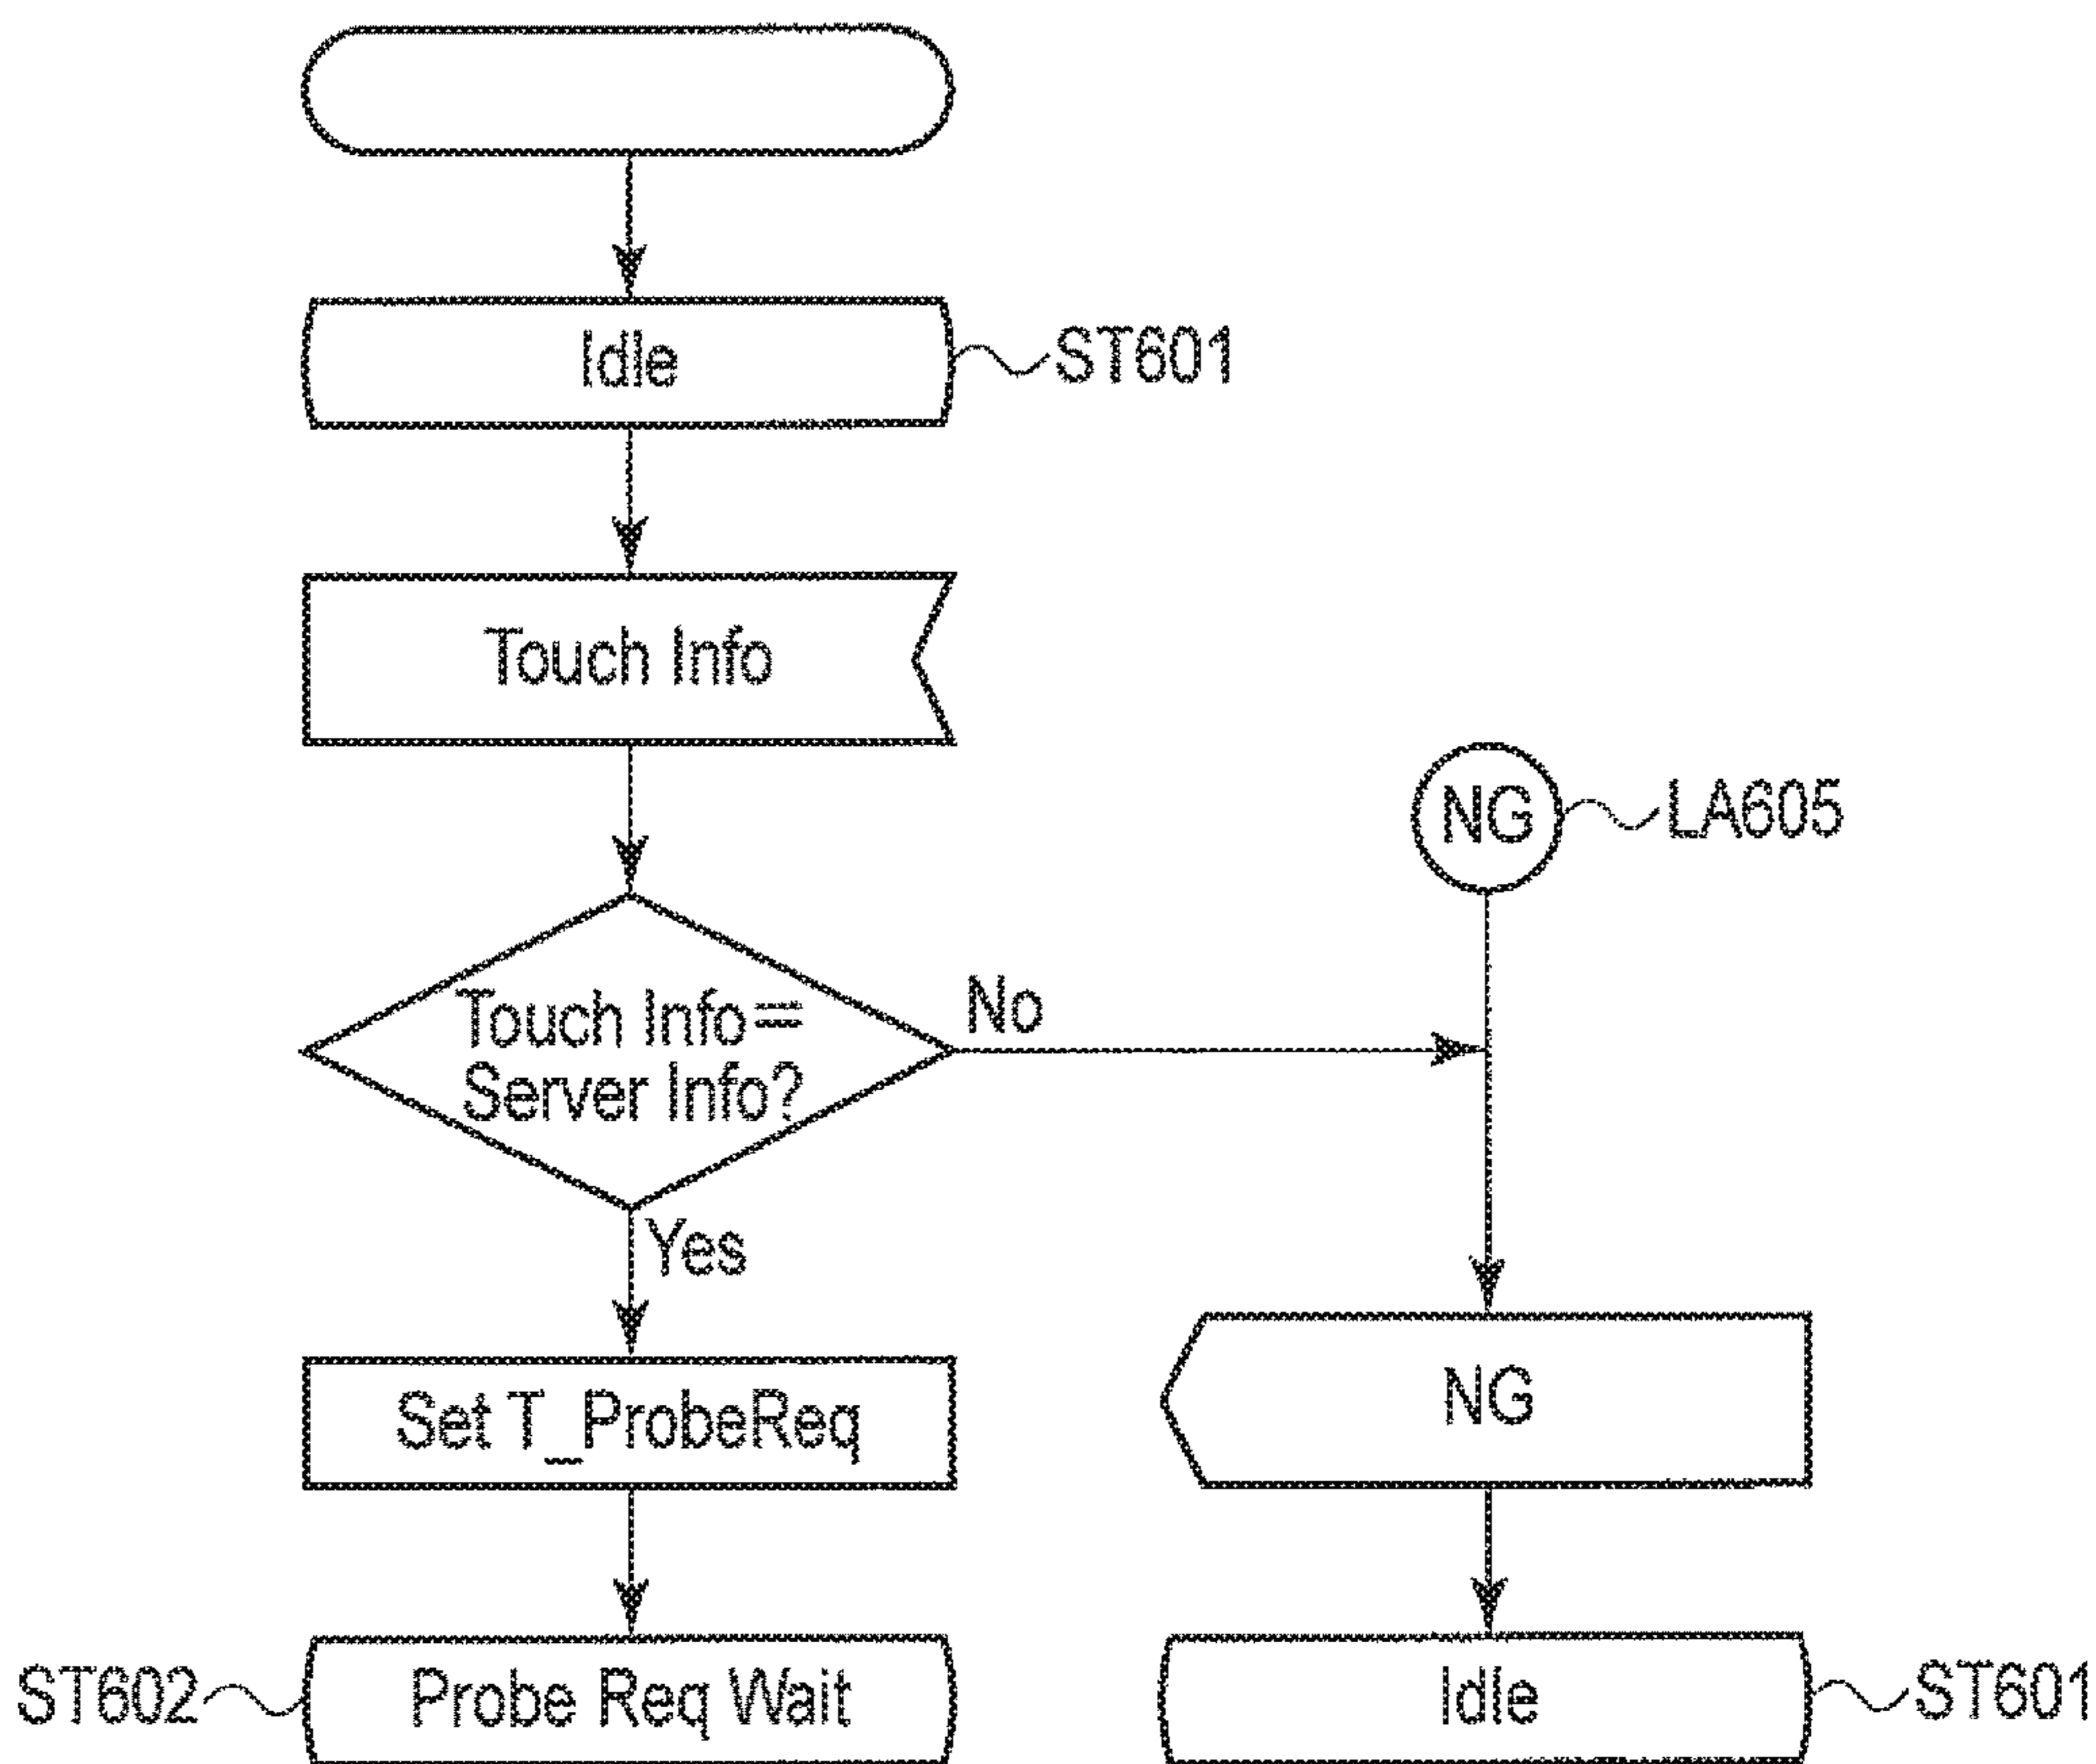 Idle
ST601
Touch Info
NG
LA605
Touch Info==
Server Info?
No
Yes
Set T_ProbeReq
NG
ST602
Probe Req Wait
Idle
ST601